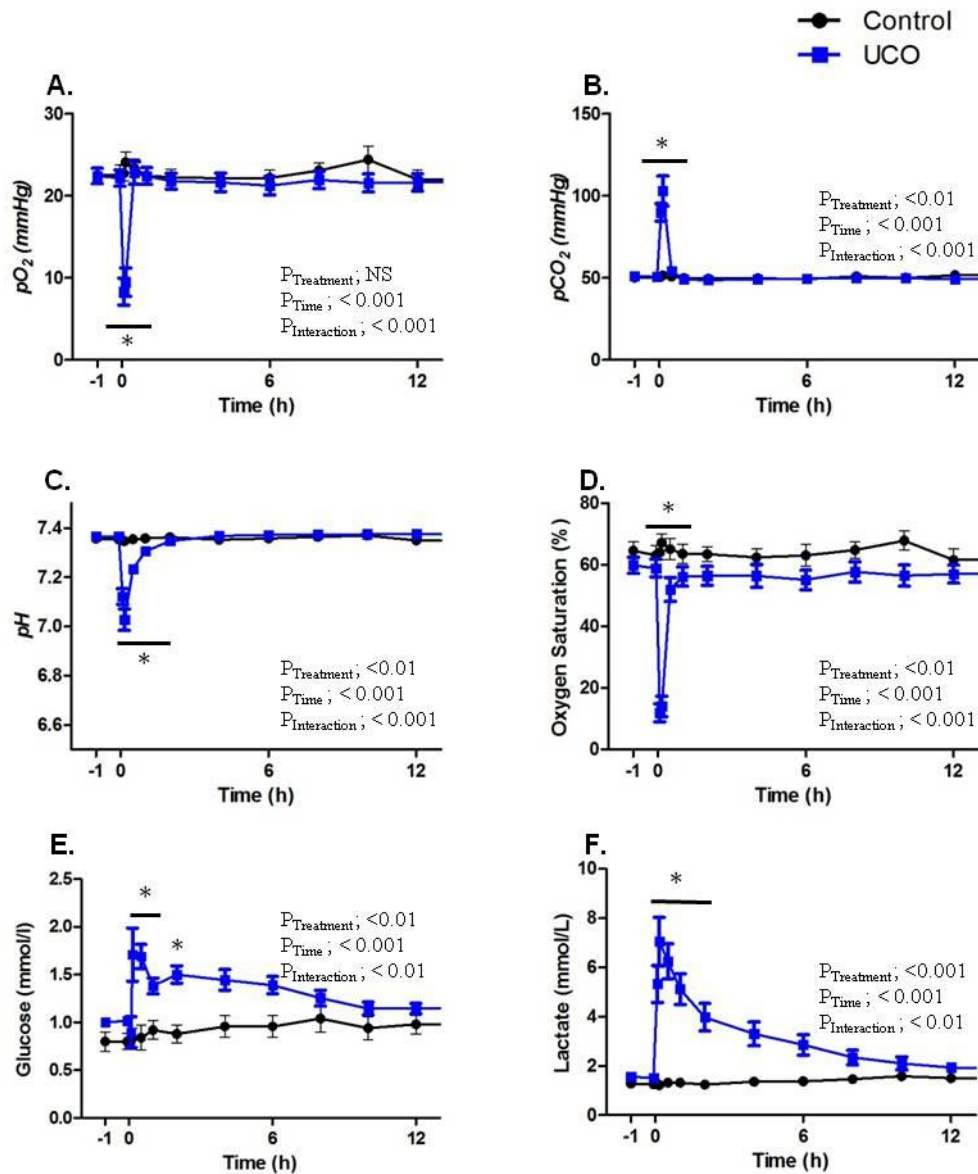 Control
UCO
A.
30
20
10
0
pO2 (mmHg)
*
PTreatment ; NS
PTime ; < 0.001
PInteraction ; < 0.001
-1 0 6 12
Time (h)
B.
150
100
50
0
pCO2 (mmHg)
*
PTreatment ; <0.01
PTime ; < 0.001
PInteraction ; < 0.001
-1 0 6 12
Time (h)
C.
7.4
7.2
7.0
6.8
6.6
pH
*
PTreatment ; <0.01
PTime ; < 0.001
PInteraction ; < 0.001
-1 0 6 12
Time (h)
D.
80
60
40
20
0
Oxygen Saturation (%)
*
PTreatment ; <0.01
PTime ; < 0.001
PInteraction ; < 0.001
-1 0 6 12
Time (h)
E.
2.5
2.0
1.5
1.0
0.5
0.0
Glucose (mmol/l)
*
*
PTreatment ; <0.01
PTime ; < 0.001
PInteraction ; < 0.01
-1 0 6 12
Time (h)
F.
10
8
6
4
2
0
Lactate (mmol/L)
*
PTreatment ; <0.001
PTime ; < 0.001
PInteraction ; < 0.01
-1 0 6 12
Time (h)